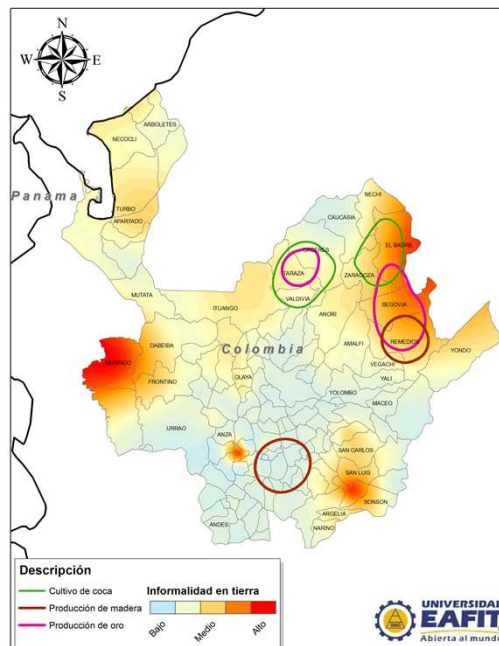 N
W E
S
ARBOLETES
NECOCLI
Panama
TURBO
APARTADO
NECHI
CAUCASIA
EL BAGRE
CACERES
TARAZA
ZARAGOZA
MUTATA
VALDIVIA
SEGOVIA
ITUANGO
ANORI
REMEDIOS
Colombia
DABEIBA
AMALFI
YONDO
MURINDO
VEGACHI
FRONTINO
OLAYA
YALI
YOLOMBO
MACEO
URRAO
ANZA
SAN CARLOS
SAN LUIS
SONSON
ANDES
ARGELIA
NARINO
Descripción
Cultivo de coca
Informalidad en tierra
Producción de madera
Producción de oro
Bajo
Medio
Alto
UNIVERSIDAD
EAFIT
Abierta al mundo